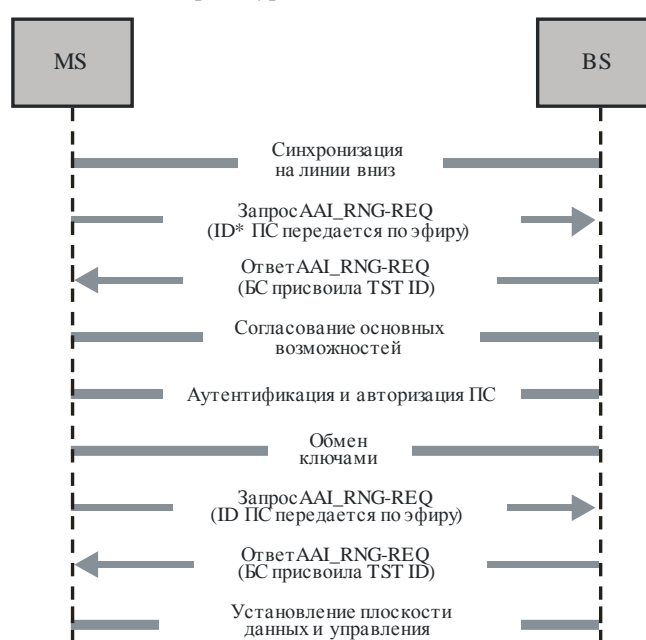 MS
BS
Синхронизация
на линии вниз
Запрос AAI_RNG-REQ
(ID* ПС передается по эфиру)
Ответ AAI_RNG-REQ
(БС присвоила TST ID)
Согласование основных
возможностей
Аутентификация и авторизация ПС
Обмен
ключами
Запрос AAI_RNG-REQ
(ID ПС передается по эфиру)
Ответ AAI_RNG-REQ
(БС присвоила TST ID)
Установление плоскости
данных и управления